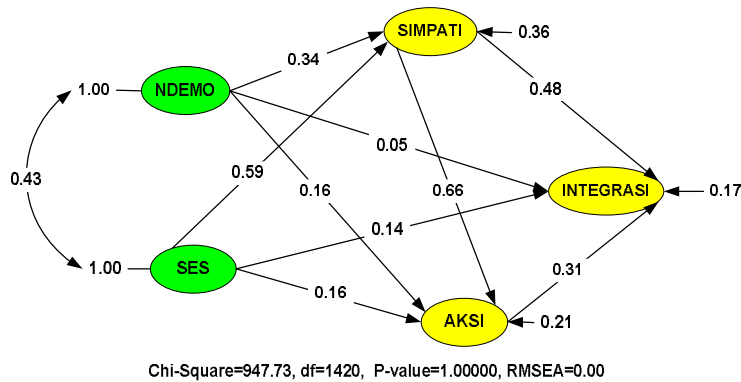 SIMPATI
0.36
0.34
1.00
NDEMO
0.48
0.05
0.43
0.59
0.16
0.66
INTEGRASI
0.17
0.14
1.00
SES
0.31
0.16
AKSI
0.21
Chi-Square=947.73, df=1420, P-value=1.00000, RMSEA=0.00